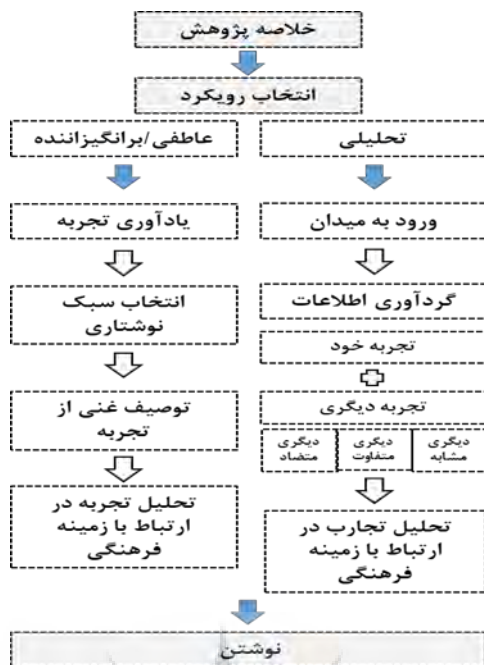 خلاصه پژوهش
انتخاب رویکرد
تحلیلی
ورود به میدان
گردآوری اطلاعات
تجربه خود
تجربه دیگری
دیگری
مشابه
دیگری
متفاوت
دیگری
متضاد
تحلیل تجارب در
ارتباط با زمینه
فرهنگی
عاطفی/برانگیزاننده
یادآوری تجربه
انتخاب سبک
نوشتاری
توصیف غنی از
تجربه
تحلیل تجربه در
ارتباط با زمینه
فرهنگی
نوشتن